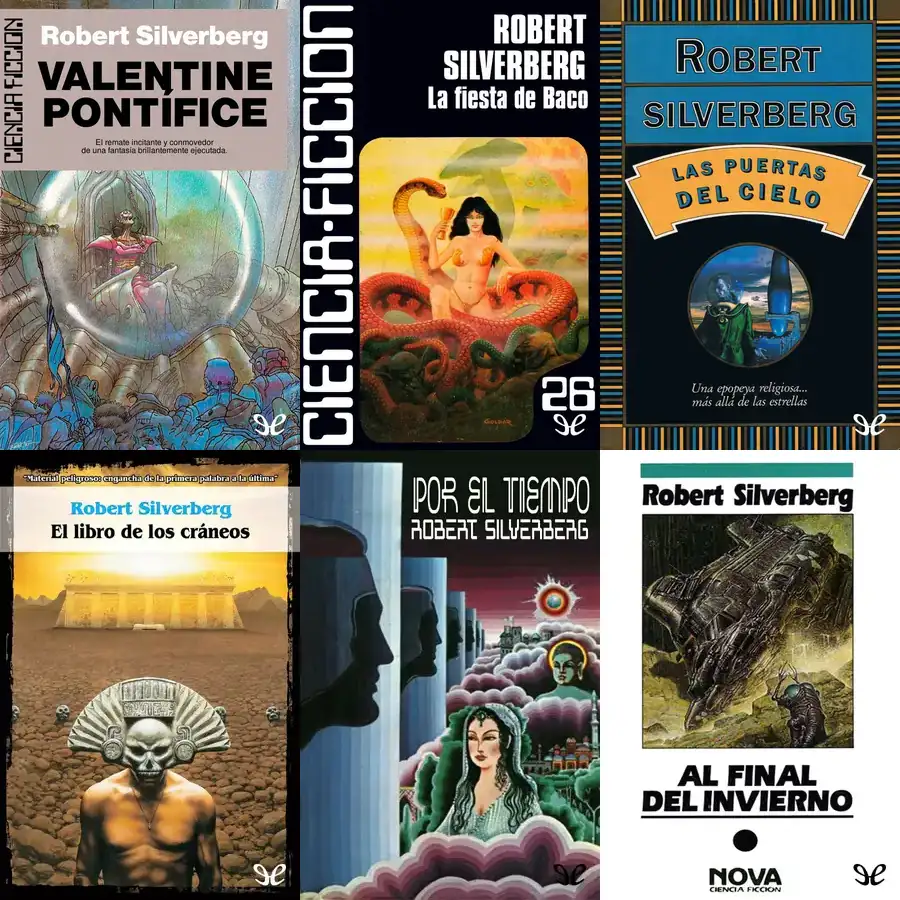 CIENCIA FICCION
Robert Silverberg
VALENTINE
PONTÍFICE
El remate incitante y conmovedor
de una fantasía brillantemente ejecutada.
CIENCIA-FICCION
ROBERT
SILVERBERG
La fiesta de Baco
26
ROBERT
SILVERBERG
LAS PUERTAS
DEL CIELO
Una epopeya religiosa...
más allá de las estrellas
"Material peligroso: engancha de la primera palabra a la última"
Robert Silverberg
El libro de los cráneos
POR EL TIEMPO
ROBERT SILVERBERG
Robert Silverberg
AL FINAL
DEL INVIERNO
NOVA
CIENCIA FICCION